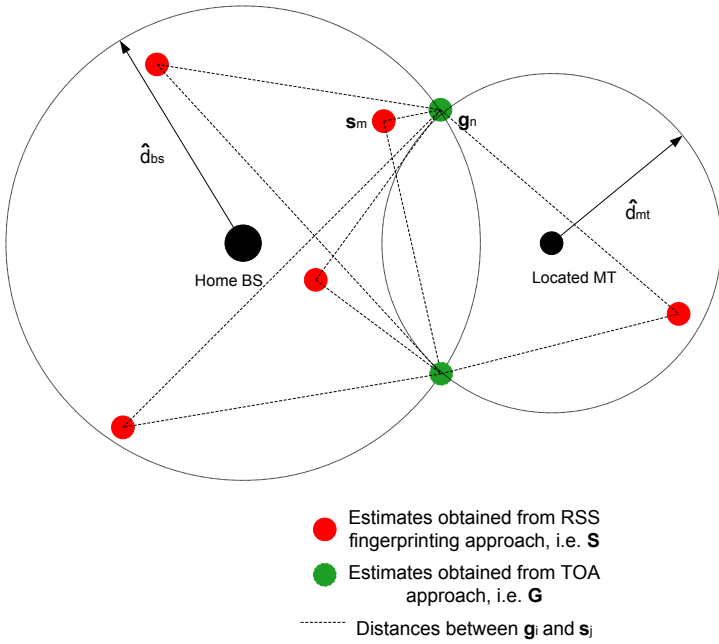 sm
gn
d̂bs
d̂mt
Home BS
Located MT
Estimates obtained from RSS
fingerprinting approach, i.e. S
Estimates obtained from TOA
approach, i.e. G
Distances between gi and sj